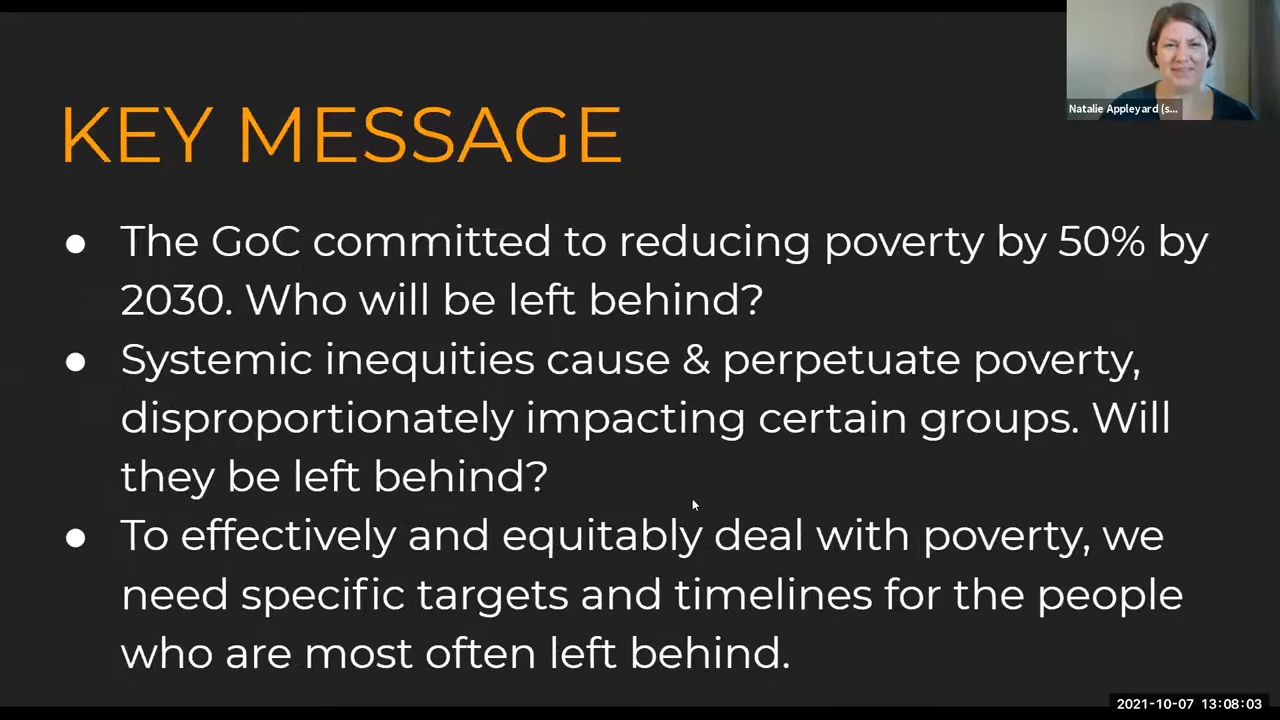 Natalie Appleyard (s...
KEY MESSAGE
● The GoC committed to reducing poverty by 50% by
2030. Who will be left behind?
● Systemic inequities cause & perpetuate poverty,
disproportionately impacting certain groups. Will
they be left behind?
● To effectively and equitably deal with poverty, we
need specific targets and timelines for the people
who are most often left behind.
2021-10-07 13:08:03